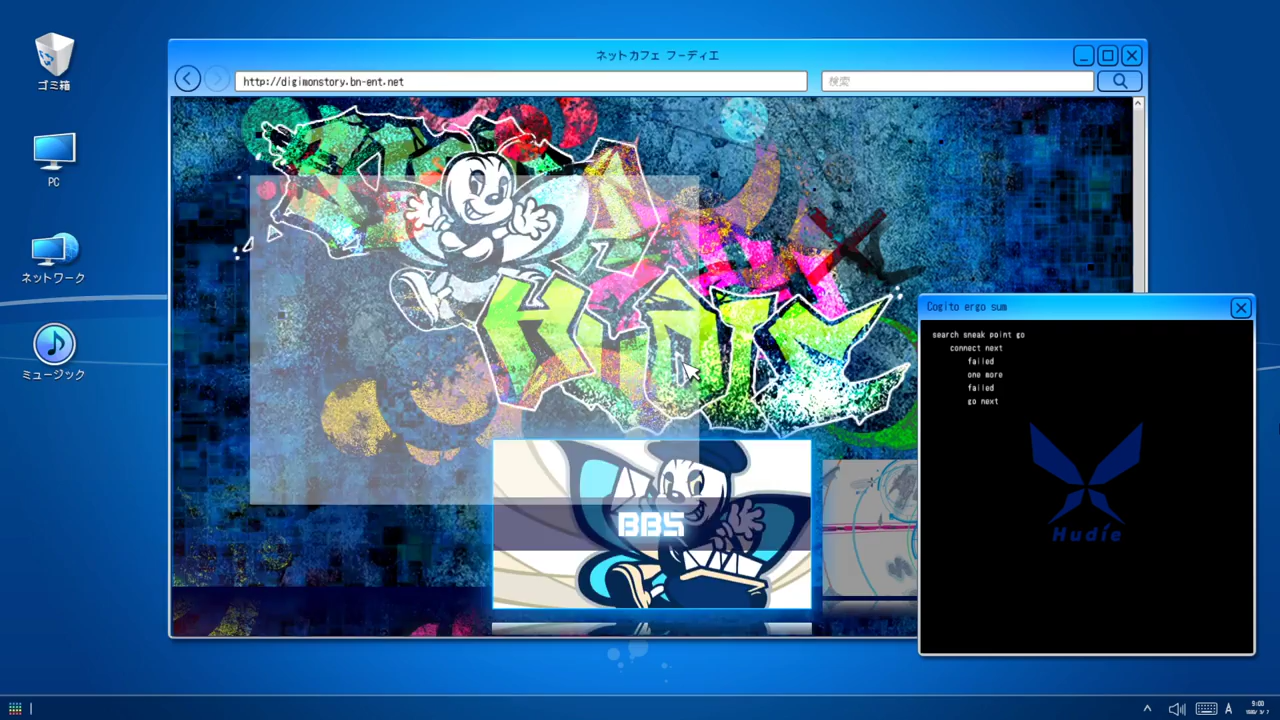 ネットカフェ フーディエ
http://digimonstory.bn-ent.net
検索
ゴミ箱
PC
ネットワーク
ミュージック
HUDIE
BBS
Cogito ergo sum
search sneak point go
connect next
failed
one more
failed
go next
Hudie
A
9:00